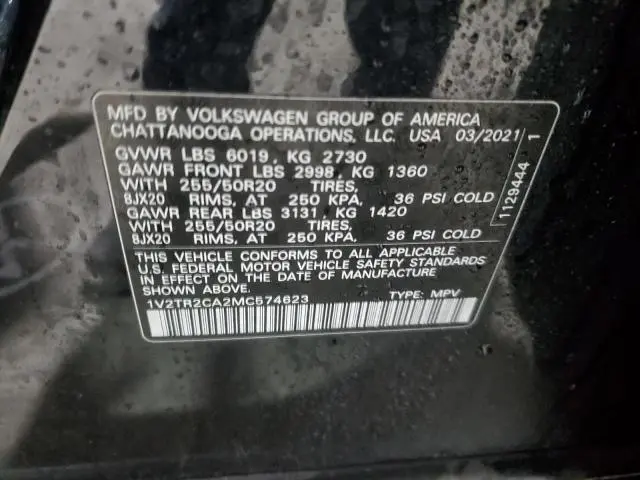 MFD BY VOLKSWAGEN GROUP OF AMERICA
CHATTANOOGA OPERATIONS, LLC. USA 03/2021
GVWR LBS 6019, KG 2730
GAWR FRONT LBS 2998, KG 1360
WITH 255/50R20 TIRES,
8JX20 RIMS, AT 250 KPA, 36 PSI COLD
GAWR REAR LBS 3131, KG 1420
WITH 255/50R20 TIRES,
8JX20 RIMS, AT 250 KPA, 36 PSI COLD
THIS VEHICLE CONFORMS TO ALL APPLICABLE
U.S. FEDERAL MOTOR VEHICLE SAFETY STANDARDS
IN EFFECT ON THE DATE OF MANUFACTURE
SHOWN ABOVE.
1V2TR2CA2MC574623 TYPE: MPV
1129444 1